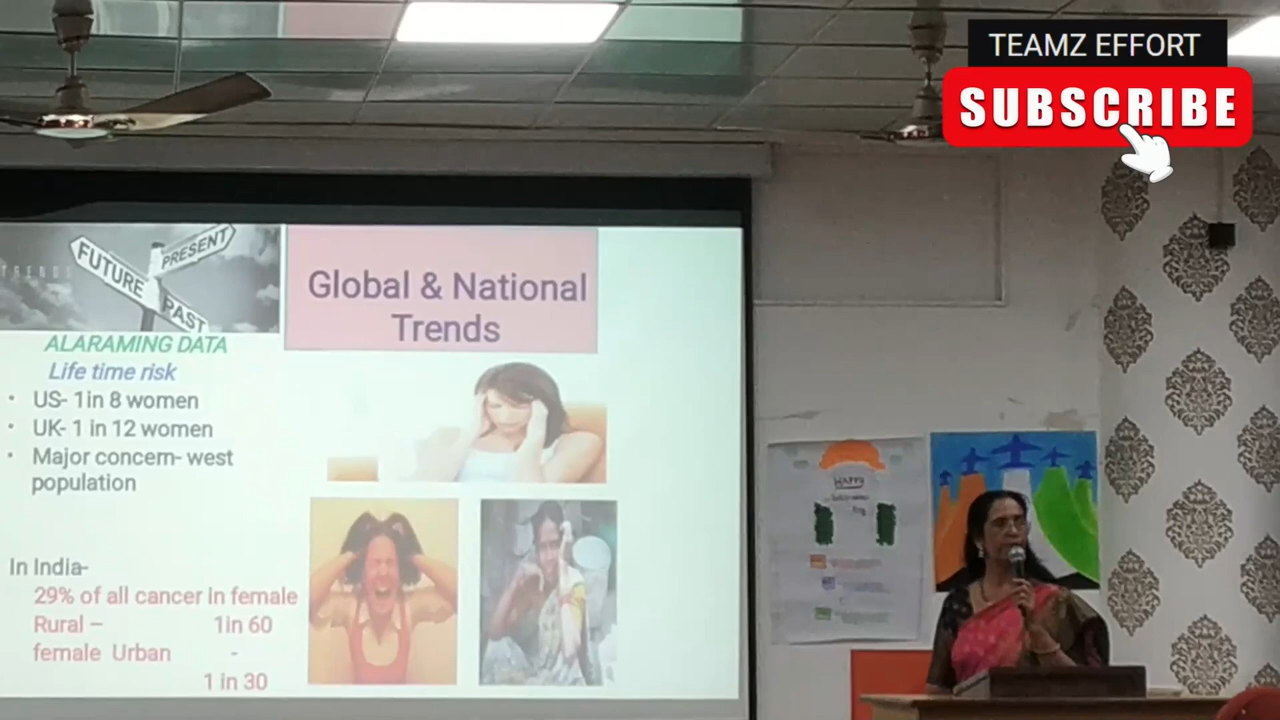 TEAMZ EFFORT
SUBSCRIBE
TRENDS
FUTURE
PRESENT
PAST
Global & National
Trends
ALARAMING DATA
Life time risk
• US- 1in 8 women
• UK- 1 in 12 women
• Major concern- west
population
In India-
29% of all cancer In female
Rural – 1in 60
female Urban -
1 in 30
HAPPY